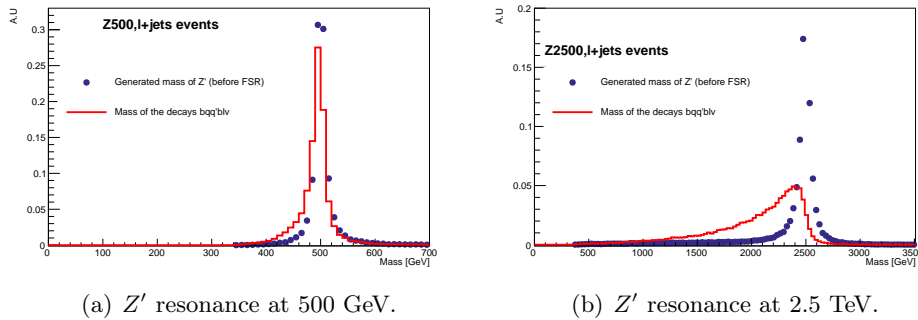 A.U
0.3
0.25
0.2
0.15
0.1
0.05
0
Z500,l+jets events
Generated mass of Z' (before FSR)
Mass of the decays bqq'blv
0 100 200 300 400 500 600 700
Mass [GeV]
A.U
0.2
0.15
0.1
0.05
0
Z2500,l+jets events
Generated mass of Z' (before FSR)
Mass of the decays bqq'blv
0 500 1000 1500 2000 2500 3000 350
Mass [GeV]
(a) Z′ resonance at 500 GeV.
(b) Z′ resonance at 2.5 TeV.